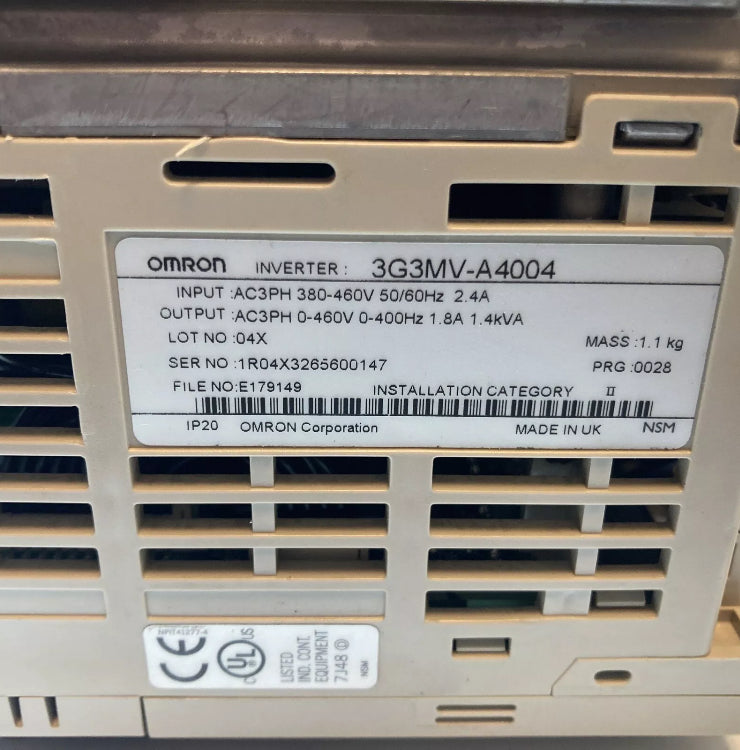 OMRON INVERTER : 3G3MV-A4004
INPUT :AC3PH 380-460V 50/60Hz 2.4A
OUTPUT :AC3PH 0-460V 0-400Hz 1.8A 1.4kVA
LOT NO :04X MASS :1.1 kg
SER NO :1R04X3265600147 PRG :0028
FILE NO:E179149 INSTALLATION CATEGORY II
IP20 OMRON Corporation MADE IN UK NSM
CE
C UL US
LISTED
IND. CONT.
EQUIPMENT
7J48
NSM